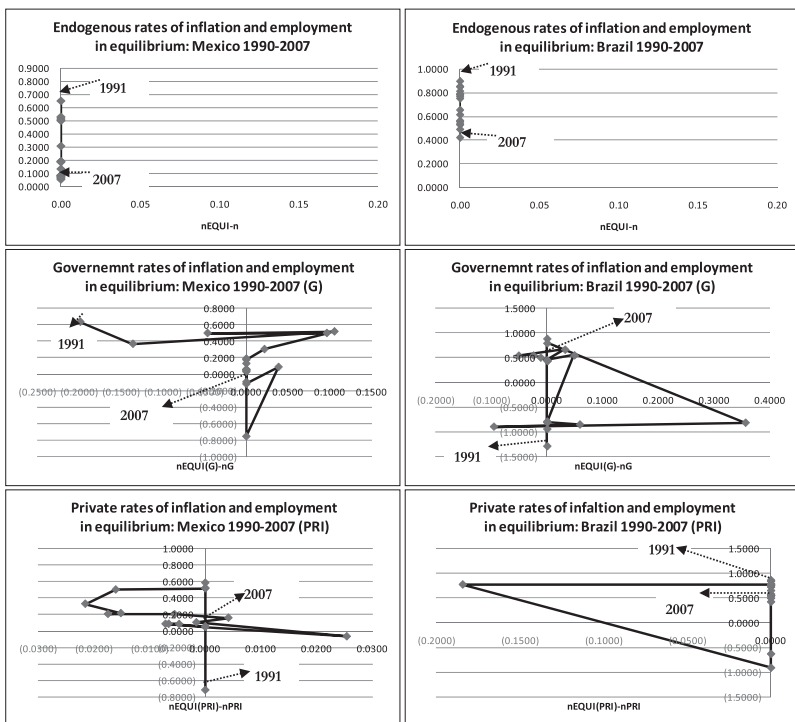 Endogenous rates of inflation and employment
in equilibrium: Mexico 1990-2007
0.9000
0.8000
0.7000
0.6000
0.5000
0.4000
0.3000
0.2000
0.1000
0.0000
1991
2007
0.00 0.05 0.10 0.15 0.20
nEQUI-n
Endogenous rates of inflation and employment
in equilibrium: Brazil 1990-2007
1.0000
0.8000
0.6000
0.4000
0.2000
0.0000
1991
2007
0.00 0.05 0.10 0.15 0.20
nEQUI-n
Governemnt rates of inflation and employment
in equilibrium: Mexico 1990-2007 (G)
0.8000
0.6000
0.4000
0.2000
0.0000
(0.4000)
(0.6000)
(0.8000)
(1.0000)
1991
2007
(0.2500) (0.2000) (0.1500) (0.1000) 0.0000 0.0500 0.1000 0.1500
nEQUI(G)-nG
Governemnt rates of inflation and employment
in equilibrium: Brazil 1990-2007 (G)
1.5000
1.0000
0.5000
0.0000
(0.5000)
(1.0000)
(1.5000)
2007
1991
(0.2000) (0.1000) 0.0000 0.1000 0.2000 0.3000 0.4000
nEQUI(G)-nG
Private rates of inflation and employment
in equilibrium: Mexico 1990-2007 (PRI)
1.0000
0.8000
0.6000
0.4000
0.2000
0.0000
(0.4000)
(0.6000)
(0.8000)
2007
1991
(0.0300) (0.0200) (0.0100) 0.0000 0.0100 0.0200 0.0300
nEQUI(PRI)-nPRI
Private rates of infaltion and employment
in equilibrium: Brazil 1990-2007 (PRI)
1.5000
1.0000
0.5000
0.0000
(0.5000)
(1.0000)
(1.5000)
1991
2007
(0.2000) (0.1500) (0.1000) (0.0500) 0.0000
nEQUI(PRI)-nPRI